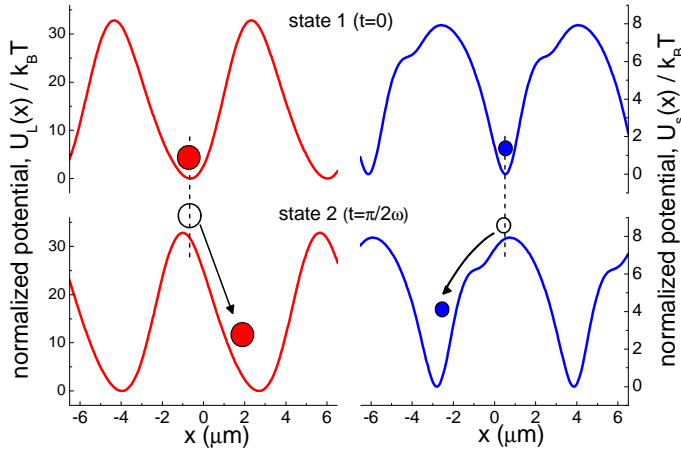 state 1 (t=0)
30
20
10
0
8
6
4
2
0
normalized potential, U_L(x) / k_BT
normalized potential, U_s(x) / k_BT
state 2 (t=π/2ω)
30
20
10
0
8
6
4
2
0
-6 -4 -2 0 2 4 6
-6 -4 -2 0 2 4 6
x (μm)
x (μm)